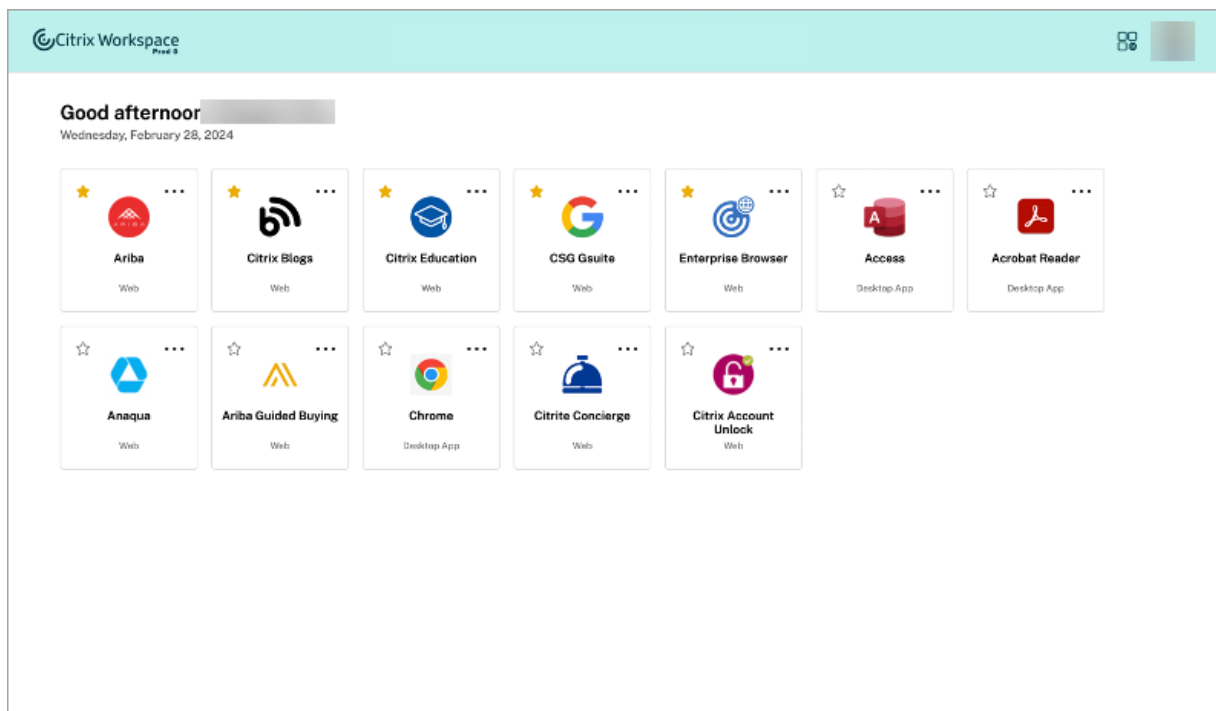 Citrix Workspace
Prod 0
Good afternoon
Wednesday, February 28, 2024
ARIBA
Ariba
Web
Citrix Blogs
Web
Citrix Education
Web
CSG Gsuite
Web
Enterprise Browser
Web
A
Access
Desktop App
Acrobat Reader
Desktop App
Anaqua
Web
Ariba Guided Buying
Web
Chrome
Desktop App
Citrite Concierge
Web
Citrix Account
Unlock
Web